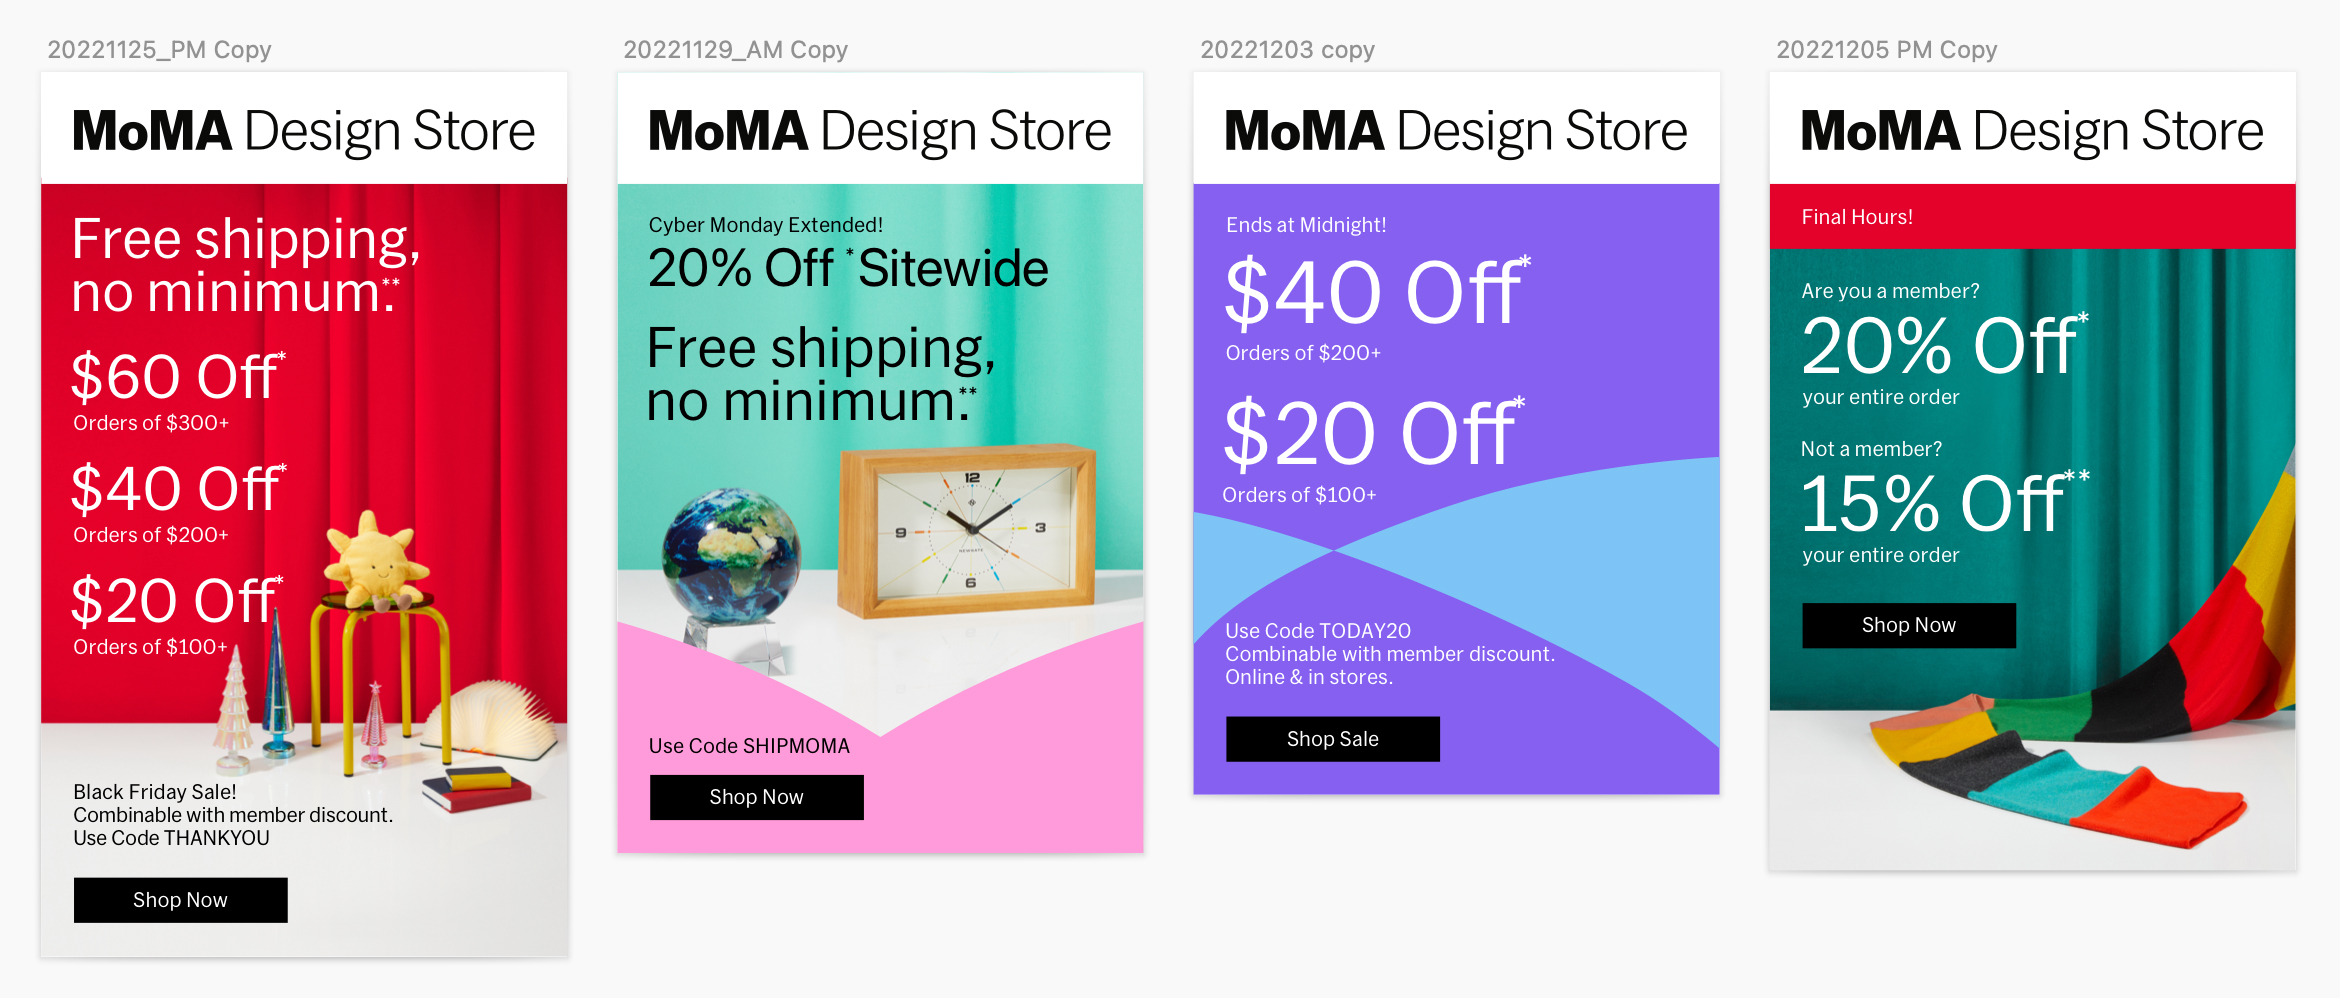 20221125_PM Copy
MoMA Design Store
Free shipping,
no minimum.**
$60 Off*
Orders of $300+
$40 Off*
Orders of $200+
$20 Off*
Orders of $100+
Black Friday Sale!
Combinable with member discount.
Use Code THANKYOU
Shop Now
20221129_AM Copy
MoMA Design Store
Cyber Monday Extended!
20% Off *Sitewide
Free shipping,
no minimum.**
12
9
3
6
NEWGATE
Use Code SHIPMOMA
Shop Now
20221203 copy
MoMA Design Store
Ends at Midnight!
$40 Off*
Orders of $200+
$20 Off*
Orders of $100+
Use Code TODAY20
Combinable with member discount.
Online & in stores.
Shop Sale
20221205 PM Copy
MoMA Design Store
Final Hours!
Are you a member?
20% Off*
your entire order
Not a member?
15% Off**
your entire order
Shop Now